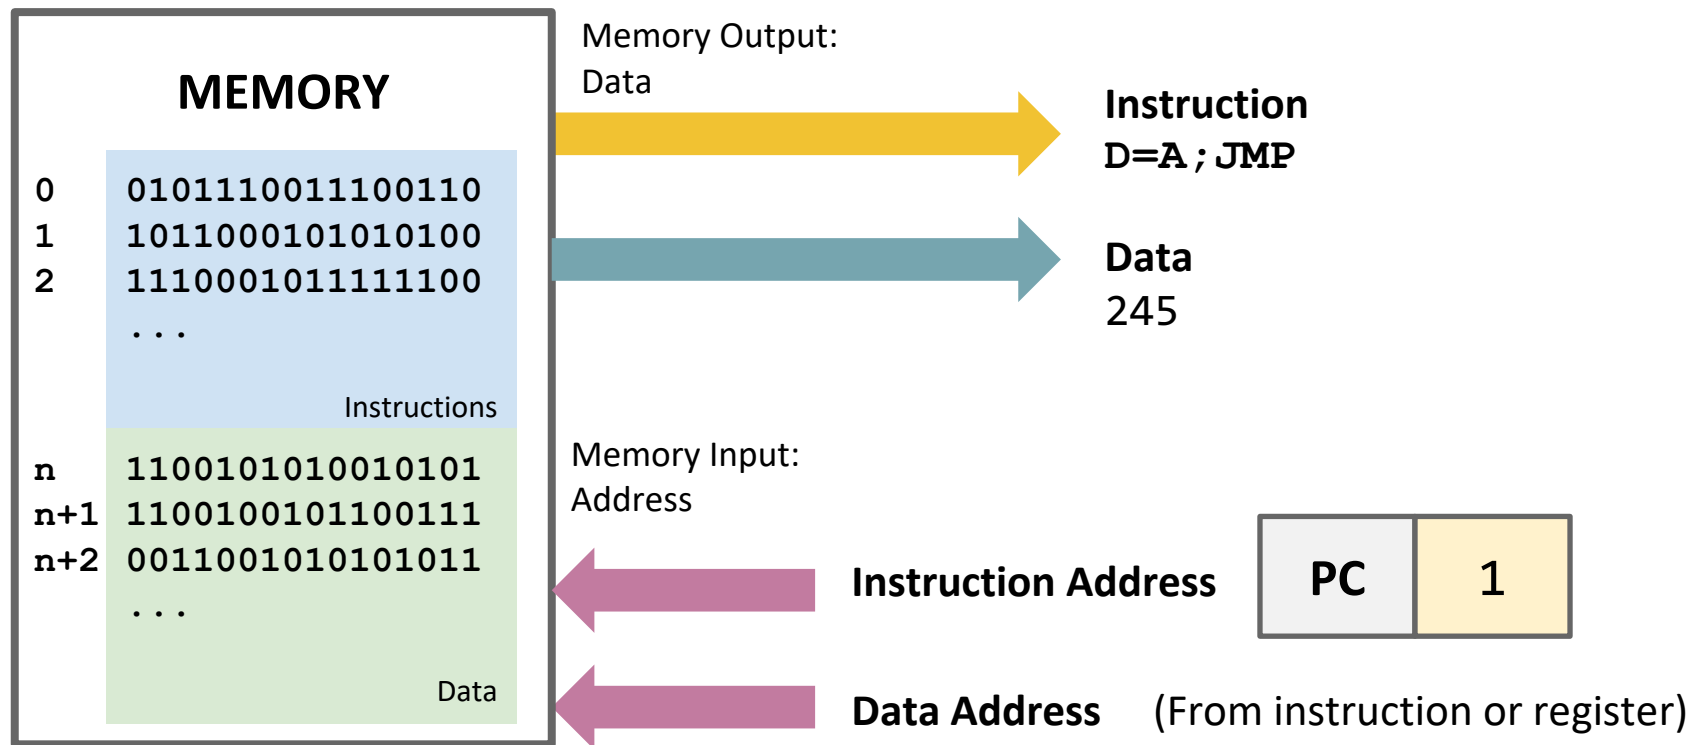 MEMORY
0 0101110011100110
1 1011000101010100
2 1110001011111100
...
Instructions
n 1100101010010101
n+1 1100100101100111
n+2 0011001010101011
...
Data
Memory Output:
Data
Instruction
D=A;JMP
Data
245
Memory Input:
Address
Instruction Address PC 1
Data Address (From instruction or register)